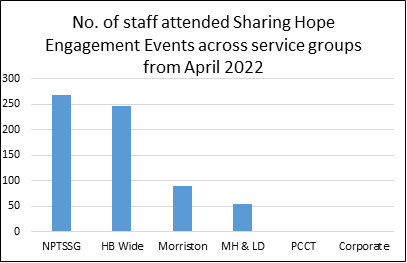 No. of staff attended Sharing Hope
Engagement Events across service groups
from April 2022
300
250
200
150
100
50
0
NPTSSG HB Wide Morriston MH & LD PCCT Corporate